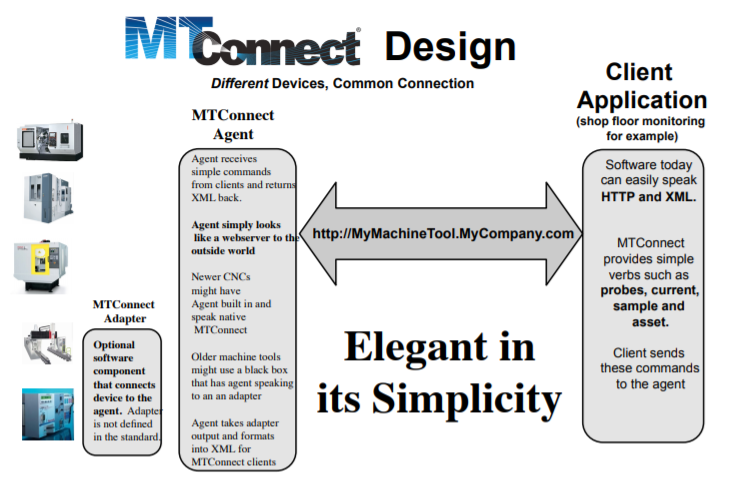 MTConnect® Design
Different Devices, Common Connection
MTConnect
Agent
Agent receives
simple commands
from clients and returns
XML back.
Agent simply looks
like a webserver to the
outside world
Newer CNCs
might have
Agent built in and
speak native
MTConnect
Older machine tools
might use a black box
that has agent speaking
to an an adapter
Agent takes adapter
output and formats
into XML for
MTConnect clients
MTConnect
Adapter
Optional
software
component
that connects
device to the
agent. Adapter
is not defined
in the standard.
http://MyMachineTool.MyCompany.com
Elegant in
its Simplicity
Client
Application
(shop floor monitoring
for example)
Software today
can easily speak
HTTP and XML.
MTConnect
provides simple
verbs such as
probes, current,
sample and
asset.
Client sends
these commands
to the agent